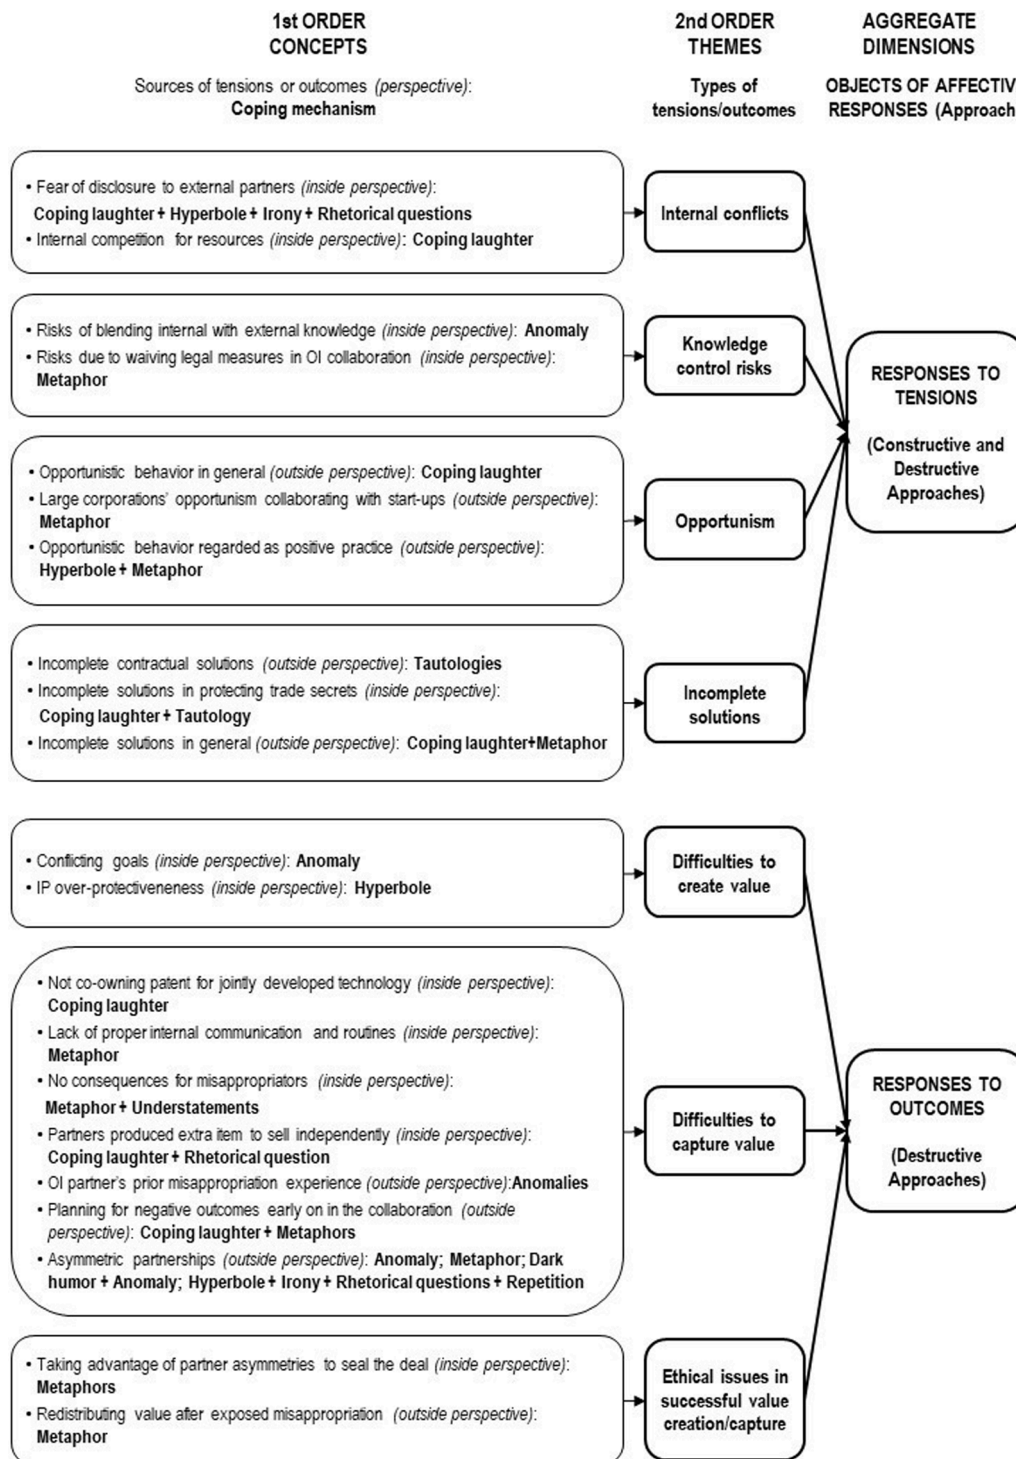 1st ORDER
CONCEPTS
Sources of tensions or outcomes (perspective):
Coping mechanism
2nd ORDER
THEMES
Types of
tensions/outcomes
AGGREGATE
DIMENSIONS
OBJECTS OF AFFECTIV
RESPONSES (Approach
• Fear of disclosure to external partners (inside perspective):
Coping laughter + Hyperbole + Irony + Rhetorical questions
• Internal competition for resources (inside perspective): Coping laughter
Internal conflicts
• Risks of blending internal with external knowledge (inside perspective): Anomaly
• Risks due to waiving legal measures in OI collaboration (inside perspective):
Metaphor
Knowledge
control risks
• Opportunistic behavior in general (outside perspective): Coping laughter
• Large corporations' opportunism collaborating with start-ups (outside perspective):
Metaphor
• Opportunistic behavior regarded as positive practice (outside perspective):
Hyperbole + Metaphor
Opportunism
• Incomplete contractual solutions (outside perspective): Tautologies
• Incomplete solutions in protecting trade secrets (inside perspective):
Coping laughter + Tautology
• Incomplete solutions in general (outside perspective): Coping laughter+Metaphor
Incomplete
solutions
RESPONSES TO
TENSIONS
(Constructive and
Destructive
Approaches)
• Conflicting goals (inside perspective): Anomaly
• IP over-protectiveness (inside perspective): Hyperbole
Difficulties to
create value
• Not co-owning patent for jointly developed technology (inside perspective):
Coping laughter
• Lack of proper internal communication and routines (inside perspective):
Metaphor
• No consequences for misappropriators (inside perspective):
Metaphor + Understatements
• Partners produced extra item to sell independently (inside perspective):
Coping laughter + Rhetorical question
• OI partner's prior misappropriation experience (outside perspective):Anomalies
• Planning for negative outcomes early on in the collaboration (outside
perspective): Coping laughter + Metaphors
• Asymmetric partnerships (outside perspective): Anomaly; Metaphor; Dark
humor + Anomaly; Hyperbole + Irony + Rhetorical questions + Repetition
Difficulties to
capture value
• Taking advantage of partner asymmetries to seal the deal (inside perspective):
Metaphors
• Redistributing value after exposed misappropriation (outside perspective):
Metaphor
Ethical issues in
successful value
creation/capture
RESPONSES TO
OUTCOMES
(Destructive
Approaches)